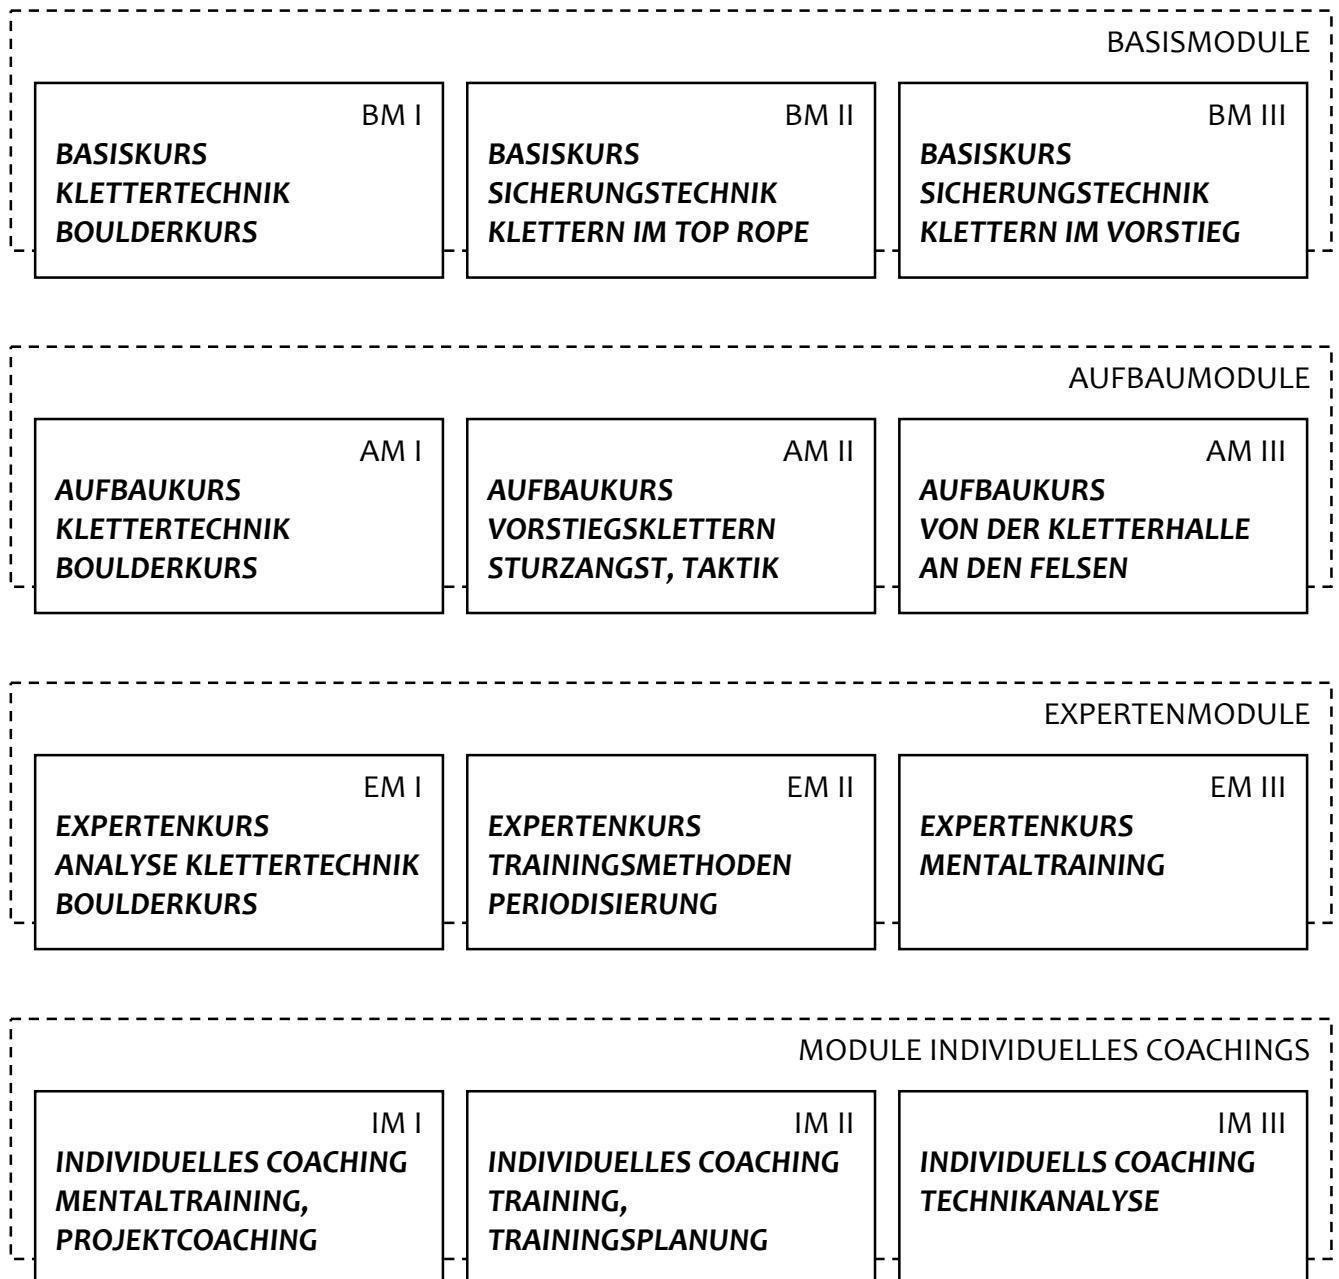 BASISMODULE
BM I
BASISKURS
KLETTERTECHNIK
BOULDERKURS
BM II
BASISKURS
SICHERUNGSTECHNIK
KLETTERN IM TOP ROPE
BM III
BASISKURS
SICHERUNGSTECHNIK
KLETTERN IM VORSTIEG
AUFBAUMODULE
AM I
AUFBAUKURS
KLETTERTECHNIK
BOULDERKURS
AM II
AUFBAUKURS
VORSTIEGSKLETTERN
STURZANGST, TAKTIK
AM III
AUFBAUKURS
VON DER KLETTERHALLE
AN DEN FELSEN
EXPERTENMODULE
EM I
EXPERTENKURS
ANALYSE KLETTERTECHNIK
BOULDERKURS
EM II
EXPERTENKURS
TRAININGSMETHODEN
PERIODISIERUNG
EM III
EXPERTENKURS
MENTALTRAINING
MODULE INDIVIDUELLES COACHINGS
IM I
INDIVIDUELLES COACHING
MENTALTRAINING,
PROJEKTCOACHING
IM II
INDIVIDUELLES COACHING
TRAINING,
TRAININGSPLANUNG
IM III
INDIVIDUELLS COACHING
TECHNIKANALYSE